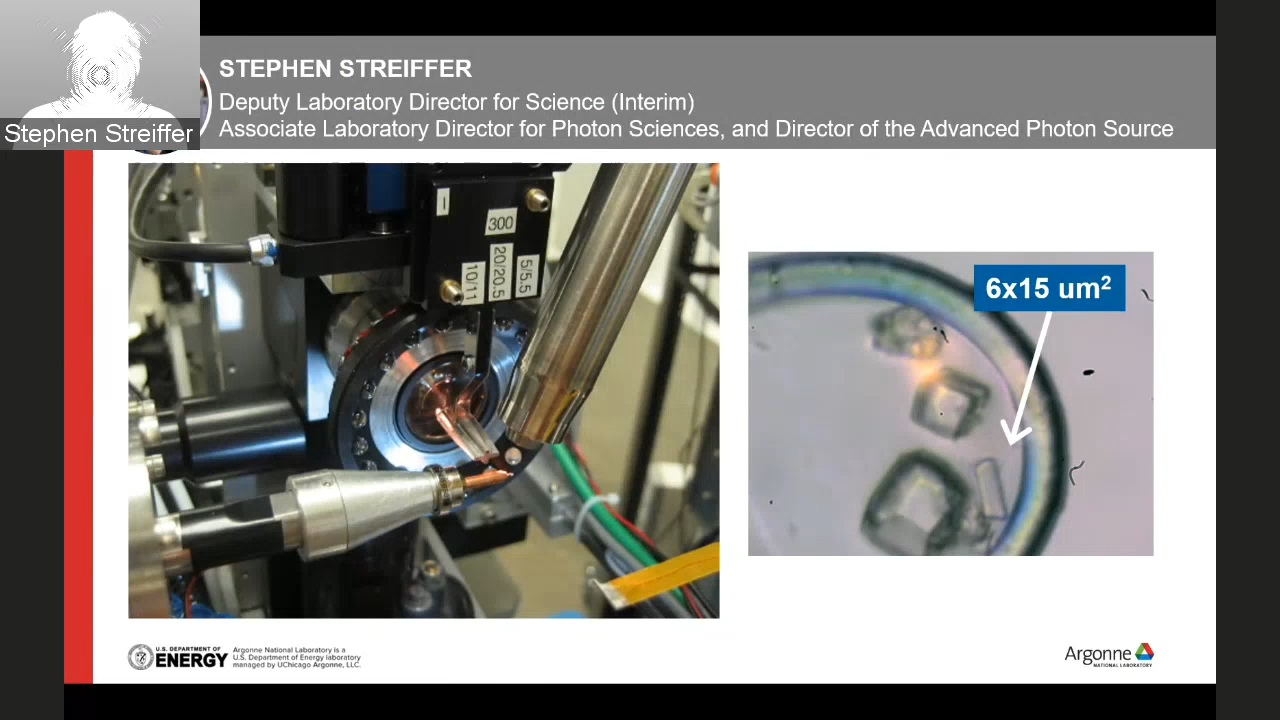 STEPHEN STREIFFER
Deputy Laboratory Director for Science (Interim)
Associate Laboratory Director for Photon Sciences, and Director of the Advanced Photon Source
Stephen Streiffer
I
300
10/11
20/20.5
5/5.5
6x15 um²
U.S. DEPARTMENT OF
ENERGY
Argonne National Laboratory is a
U.S. Department of Energy laboratory
managed by UChicago Argonne, LLC.
Argonne
NATIONAL LABORATORY